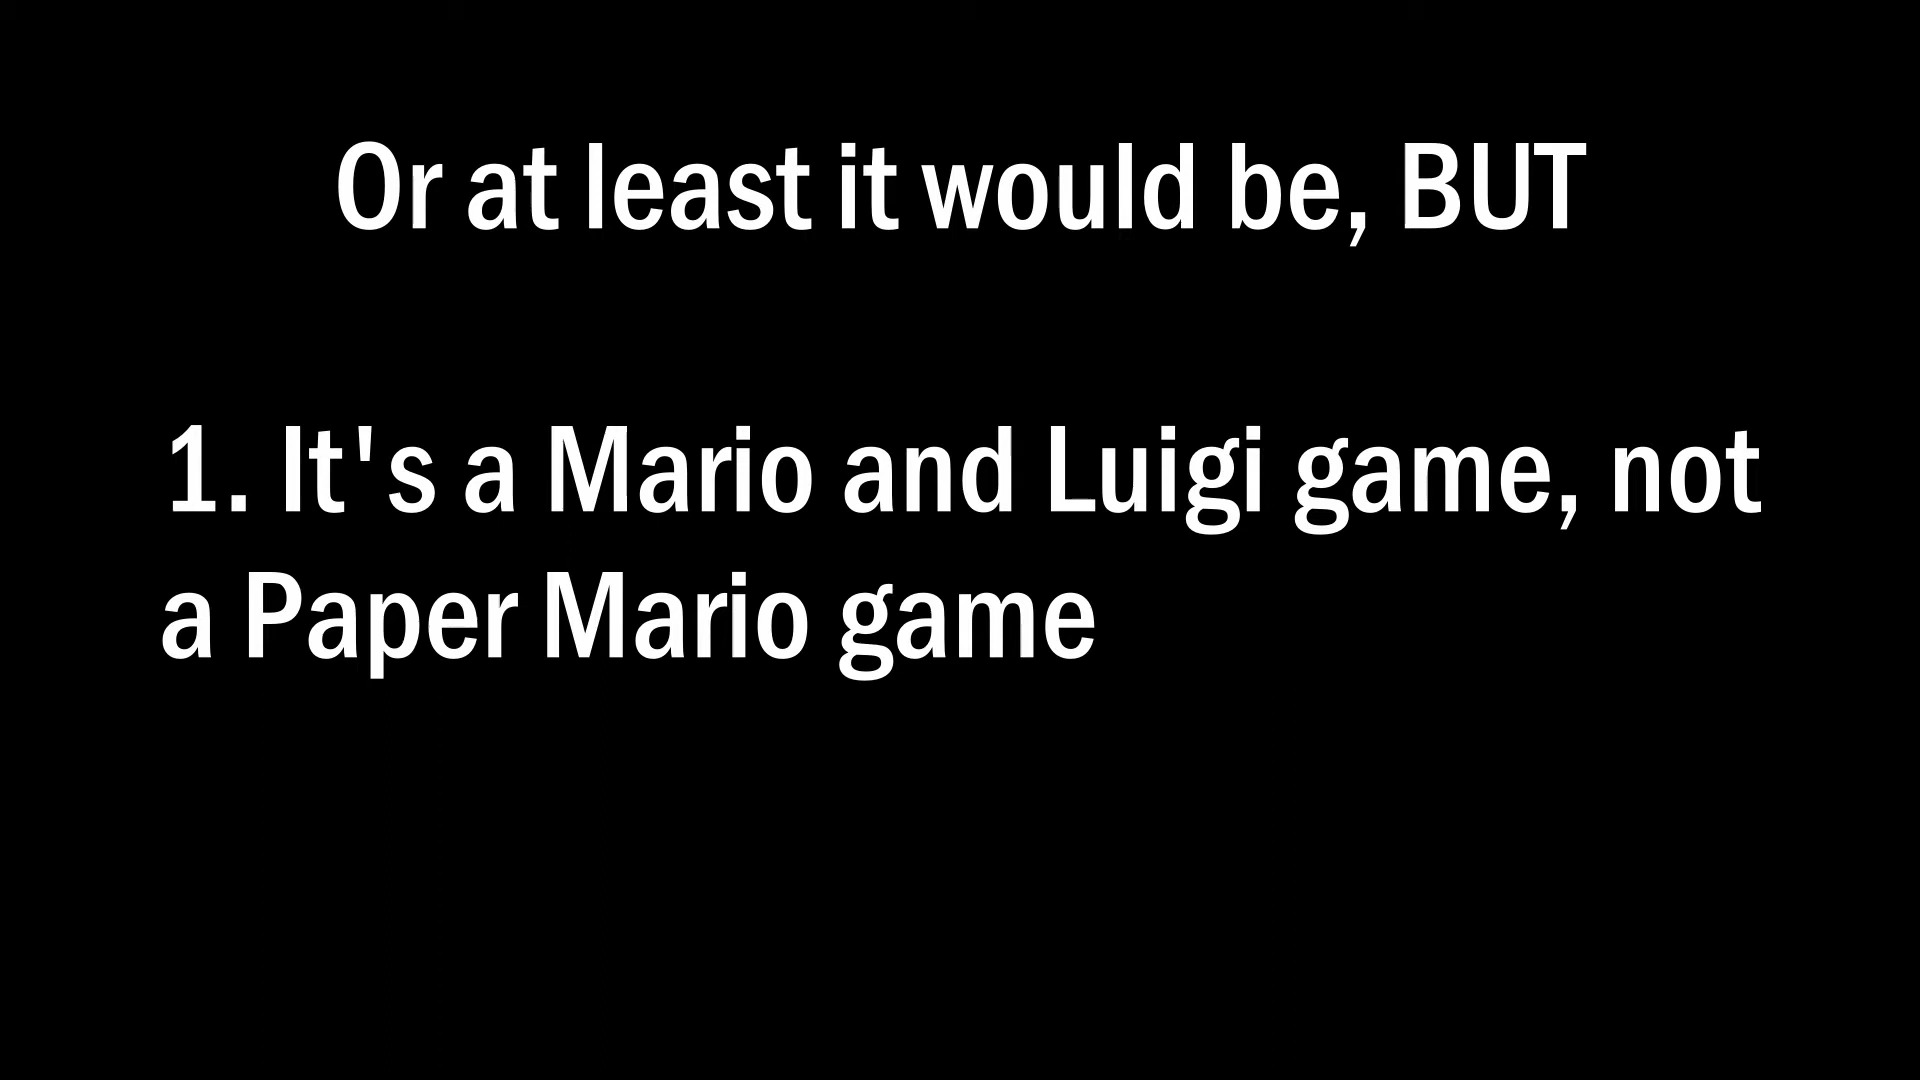 Or at least it would be, BUT
1. It's a Mario and Luigi game, not
a Paper Mario game